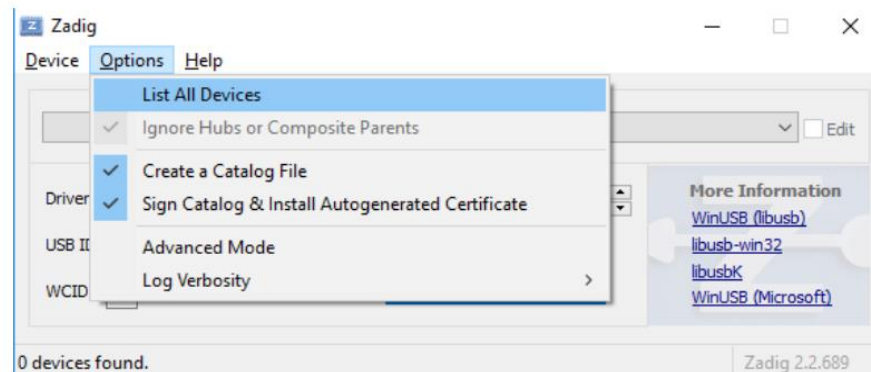 Zadig
Device Options Help
List All Devices
Ignore Hubs or Composite Parents
Edit
Create a Catalog File
Sign Catalog & Install Autogenerated Certificate
Advanced Mode
Log Verbosity
Driver
USB ID
WCID
More Information
WinUSB (libusb)
libusb-win32
libusbK
WinUSB (Microsoft)
0 devices found.
Zadig 2.2.689